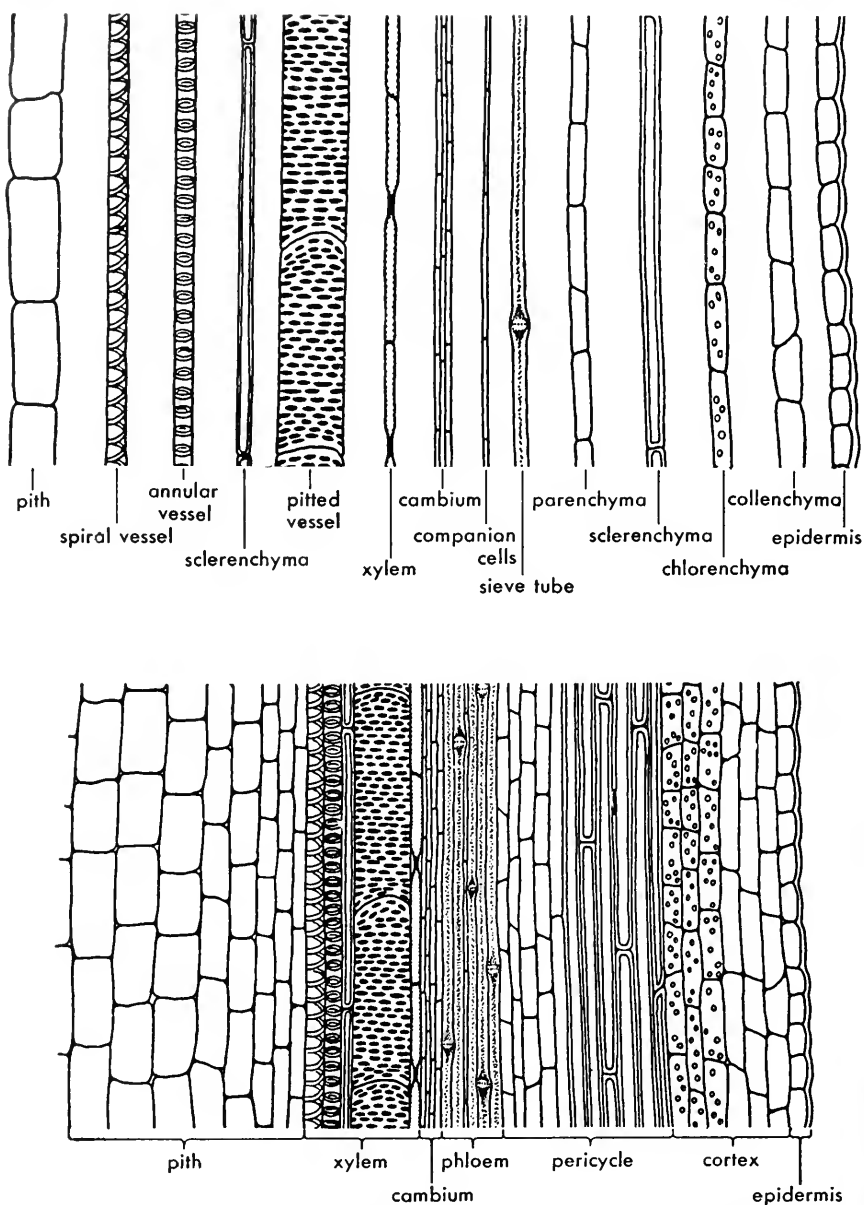 pith
spiral vessel
annular
vessel
sclerenchyma
pitted
vessel
xylem
cambium
companion
cells
sieve tube
parenchyma
sclerenchyma
chlorenchyma
collenchyma
epidermis
pith
xylem
cambium
phloem
pericycle
cortex
epidermis